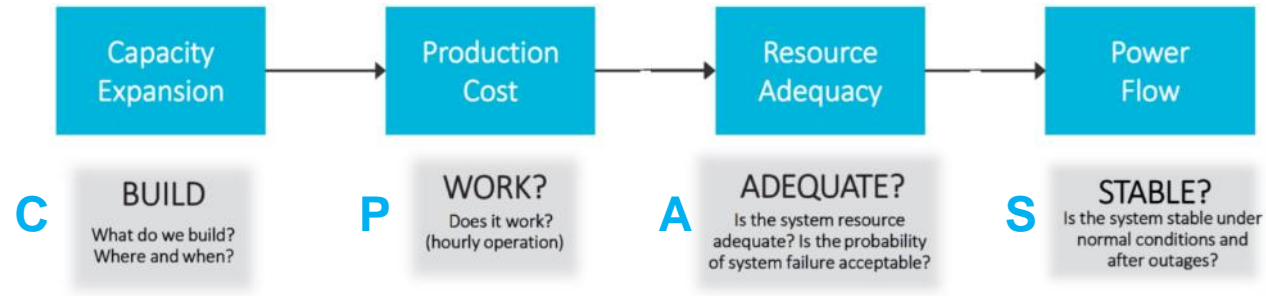 Capacity
Expansion
Production
Cost
Resource
Adequacy
Power
Flow
C
BUILD
What do we build?
Where and when?
P
WORK?
Does it work?
(hourly operation)
A
ADEQUATE?
Is the system resource
adequate? Is the probability
of system failure acceptable?
S
STABLE?
Is the system stable under
normal conditions and
after outages?